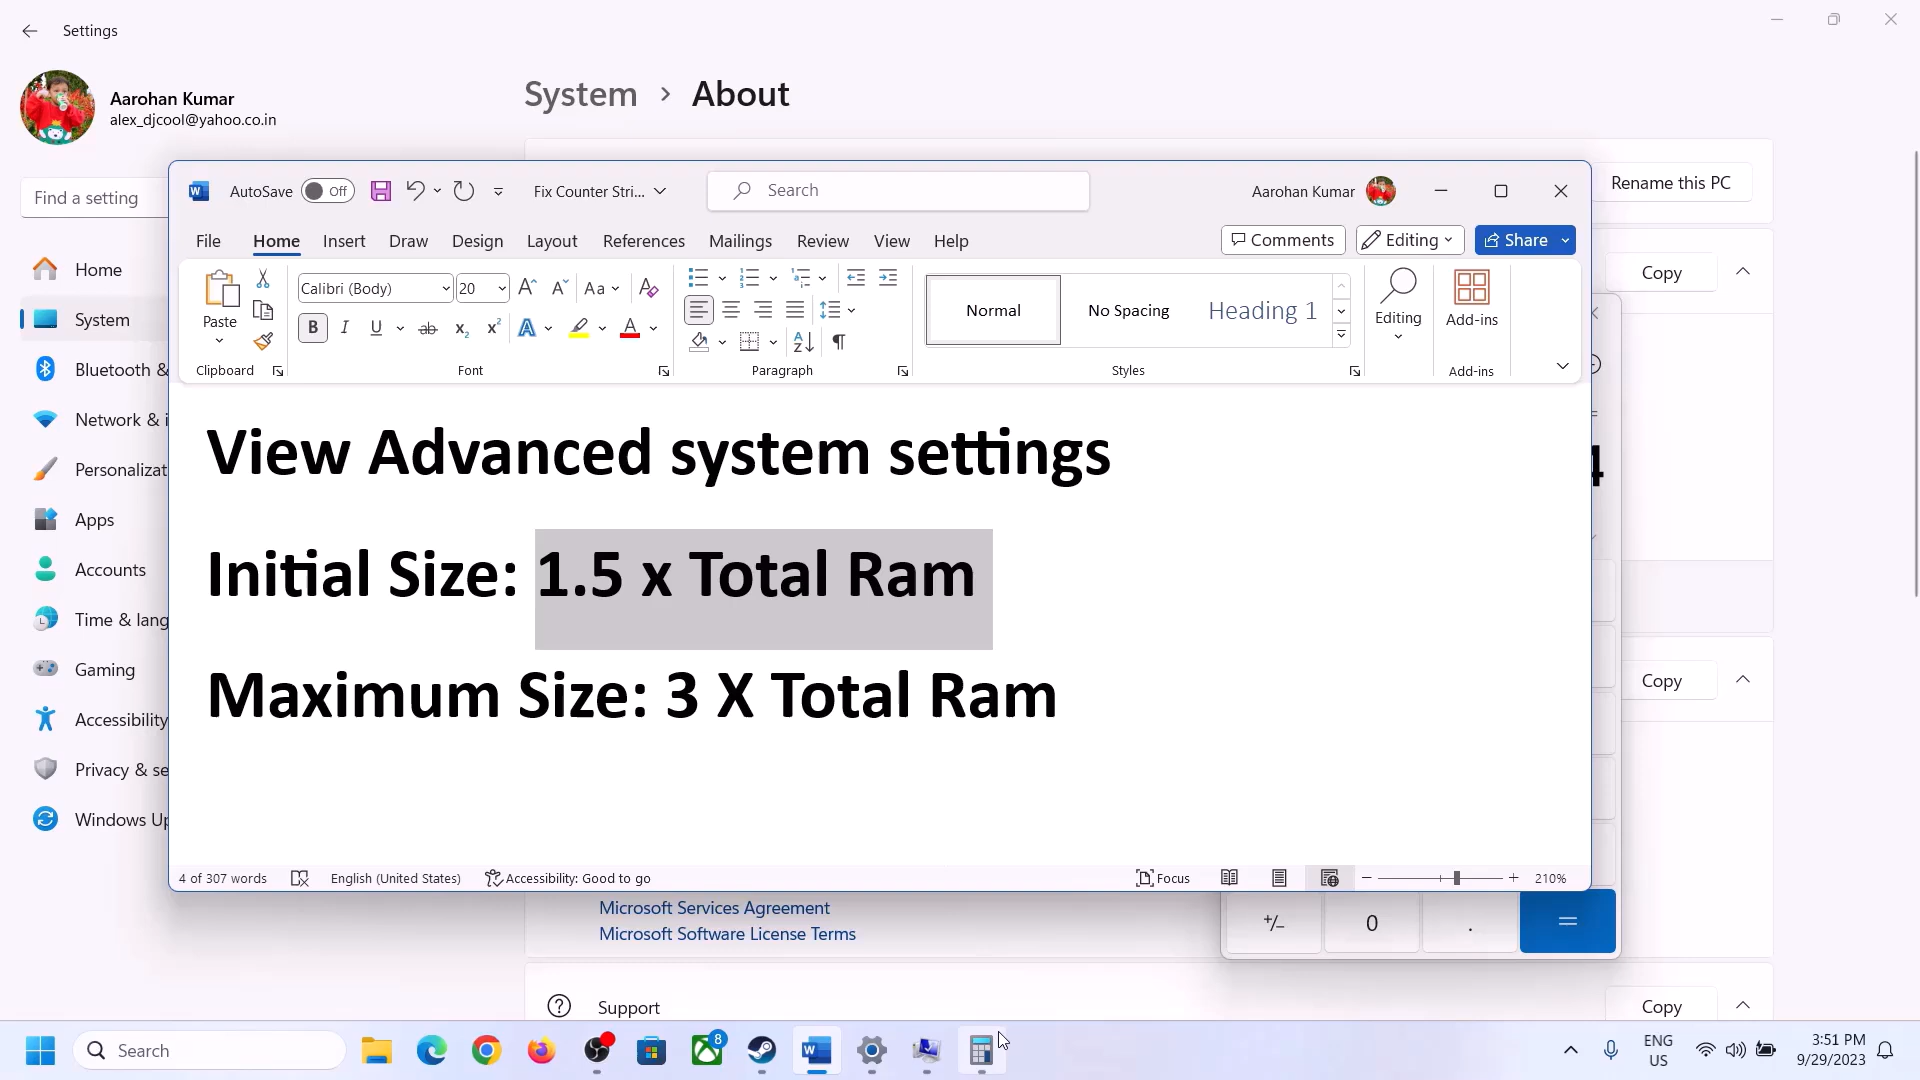 Settings
Aarohan Kumar
alex_djcool@yahoo.co.in
System > About
Find a setting
Rename this PC
Home
System
Bluetooth &
Network & i
Personalizat
Apps
Accounts
Time & lang
Gaming
Accessibility
Privacy & se
Windows Up
AutoSave Off
Fix Counter Stri...
Search
Aarohan Kumar
File Home Insert Draw Design Layout References Mailings Review View Help
Comments Editing Share
Paste
Calibri (Body) 20
Normal No Spacing Heading 1
Editing
Add-ins
Clipboard Font Paragraph Styles Add-ins
Copy
View Advanced system settings
Initial Size: 1.5 x Total Ram
Maximum Size: 3 X Total Ram
Copy
4 of 307 words English (United States) Accessibility: Good to go Focus 210%
Microsoft Services Agreement
Microsoft Software License Terms
+/− 0 . =
Support
Copy
Search
8
ENG
US
3:51 PM
9/29/2023